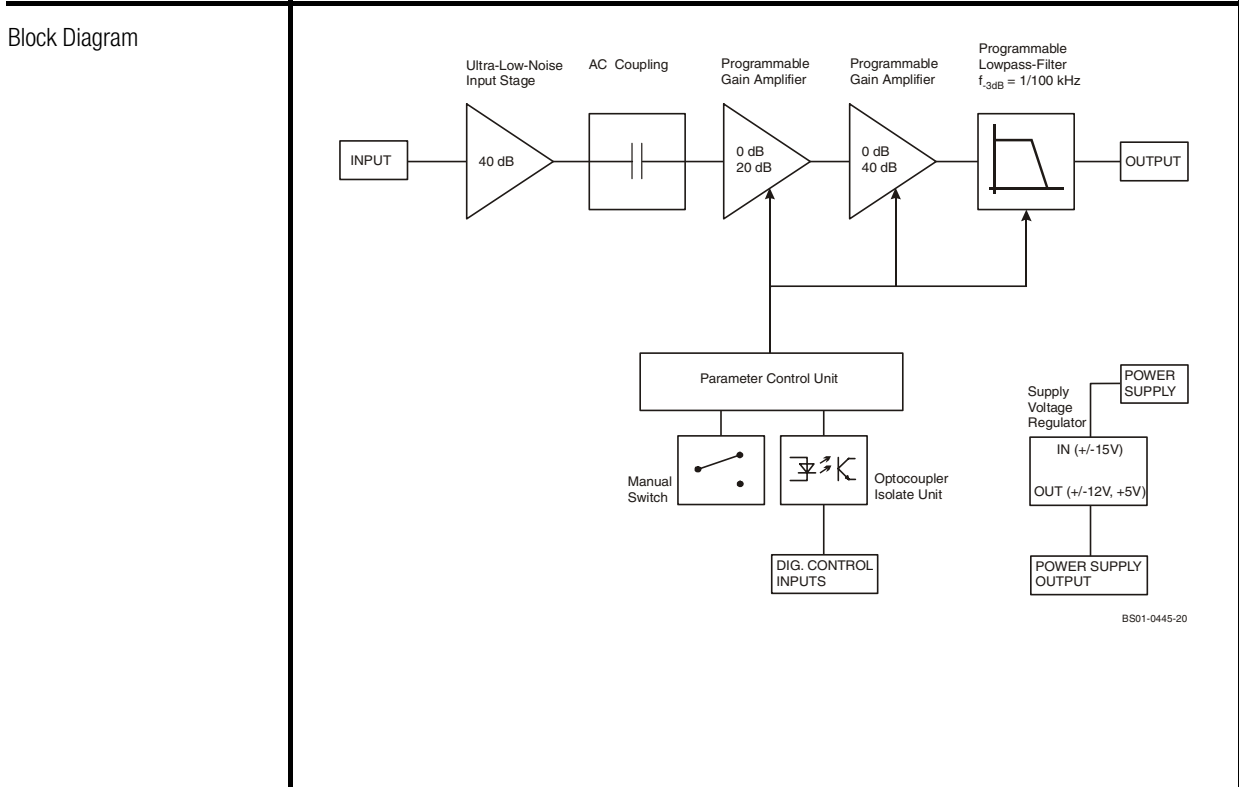 Block Diagram
Ultra-Low-Noise
Input Stage
AC Coupling
Programmable
Gain Amplifier
Programmable
Gain Amplifier
Programmable
Lowpass-Filter
f-3dB = 1/100 kHz
INPUT
40 dB
0 dB
20 dB
0 dB
40 dB
OUTPUT
Parameter Control Unit
Manual
Switch
Optocoupler
Isolate Unit
DIG. CONTROL
INPUTS
POWER
SUPPLY
Supply
Voltage
Regulator
IN (+/-15V)
OUT (+/-12V, +5V)
POWER SUPPLY
OUTPUT
BS01-0445-20